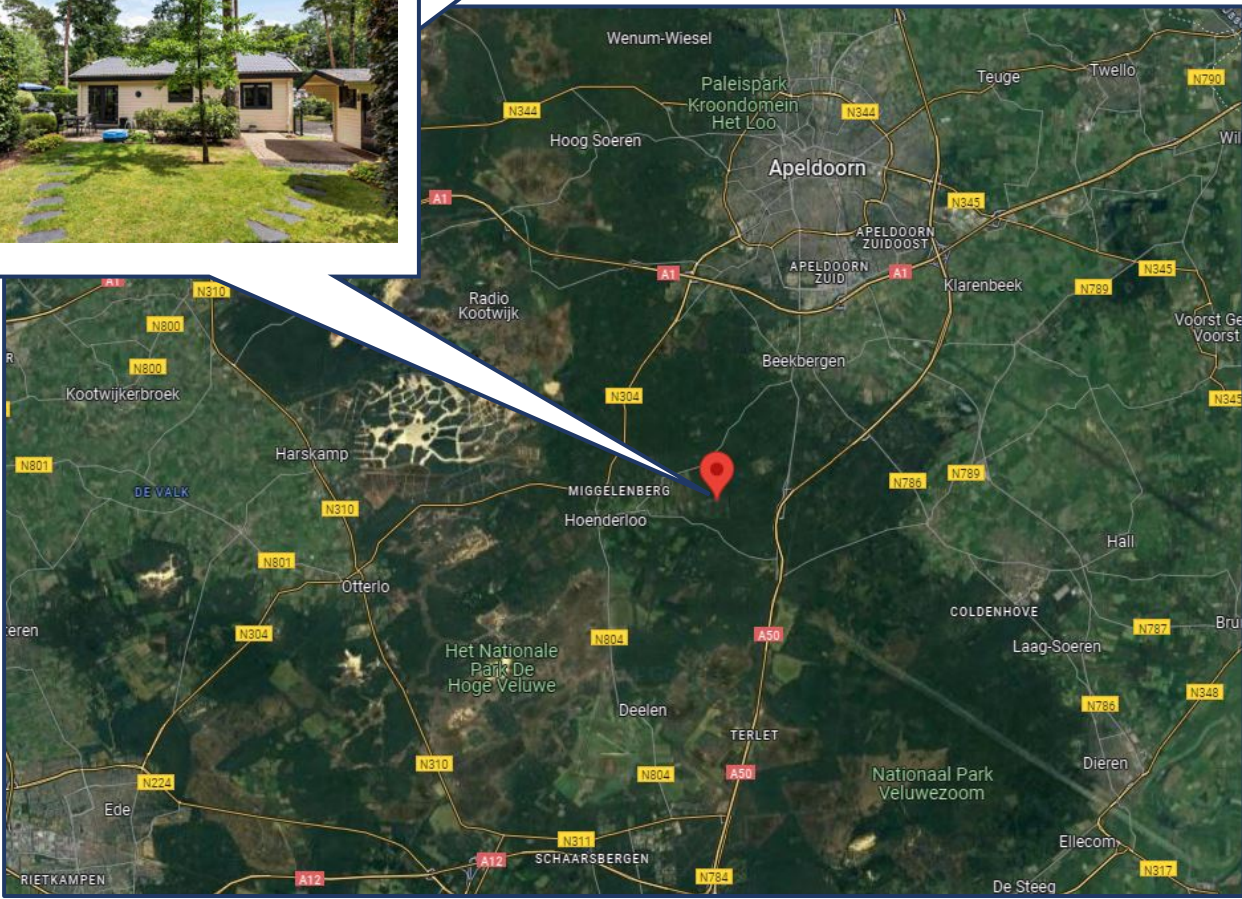 Wenum-Wiesel
Paleispark
Kroondomein
Het Loo
Teuge
Twello
N790
N344
N344
Hoog Soeren
Apeldoorn
A1
N345
APELDOORN
ZUIDOOST
APELDOORN
ZUID
A1
A1
N345
A1
N310
Klarenbeek
N789
Radio
Kootwijk
N800
Voorst
Beekbergen
N800
Kootwijkerbroek
N304
N345
Harskamp
N801
DE VALK
MIGGELENBERG
N786
N789
N310
Hoenderloo
Hall
N801
Otterlo
COLDENHOVE
N304
N804
A50
N787
Laag-Soeren
Het Nationale
Park De
Hoge Veluwe
N348
N786
Deelen
TERLET
N310
N804
A50
Dieren
Nationaal Park
Veluwezoom
N224
Ede
N311
Ellecom
A12
SCHAARSBERGEN
N317
RIETKAMPEN
A12
N784
De Steeg